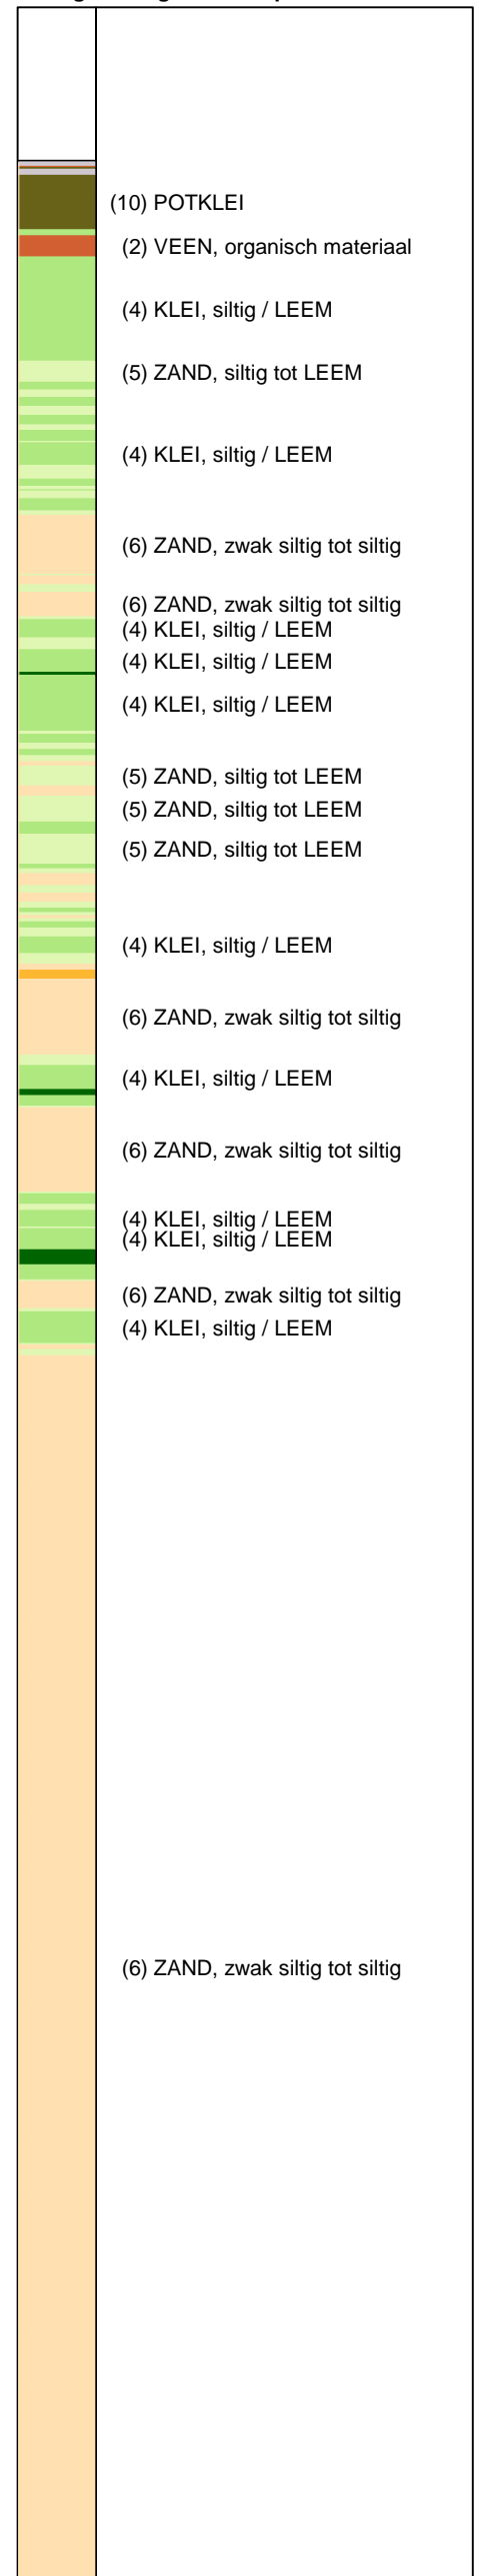 (10) POTKLEI
(2) VEEN, organisch materiaal
(4) KLEI, siltig / LEEM
(5) ZAND, siltig tot LEEM
(4) KLEI, siltig / LEEM
(6) ZAND, zwak siltig tot siltig
(6) ZAND, zwak siltig tot siltig
(4) KLEI, siltig / LEEM
(4) KLEI, siltig / LEEM
(4) KLEI, siltig / LEEM
(5) ZAND, siltig tot LEEM
(5) ZAND, siltig tot LEEM
(5) ZAND, siltig tot LEEM
(4) KLEI, siltig / LEEM
(6) ZAND, zwak siltig tot siltig
(4) KLEI, siltig / LEEM
(6) ZAND, zwak siltig tot siltig
(4) KLEI, siltig / LEEM
(4) KLEI, siltig / LEEM
(6) ZAND, zwak siltig tot siltig
(4) KLEI, siltig / LEEM
(6) ZAND, zwak siltig tot siltig